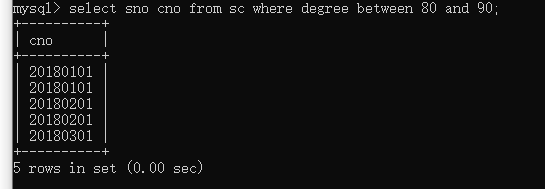 mysql> select sno cno from sc where degree between 80 and 90;
+----------+
| cno      |
+----------+
| 20180101 |
| 20180101 |
| 20180201 |
| 20180201 |
| 20180301 |
+----------+
5 rows in set (0.00 sec)